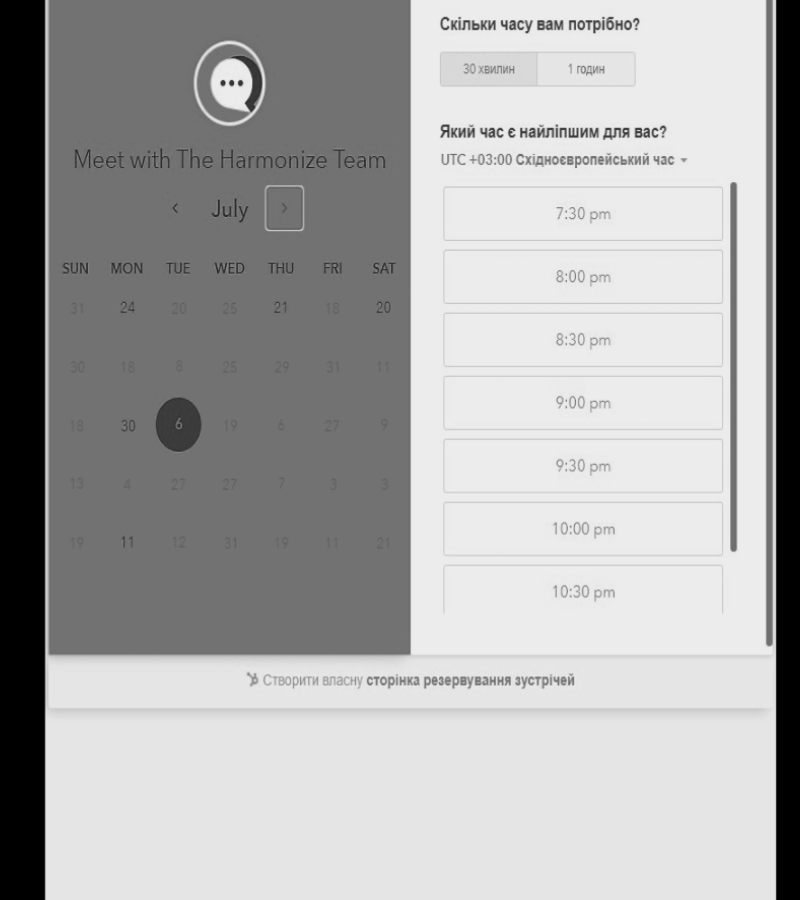 Meet with The Harmonize Team
July
SUN MON TUE WED THU FRI SAT
31 24 20 25 21 18 20
30 18 8 25 29 31 11
18 30 6 19 6 27 9
13 4 27 27 7 3 3
19 11 12 31 19 11 21
Скільки часу вам потрібно?
30 хвилин 1 годин
Який час є найліпшим для вас?
UTC +03:00 Східноєвропейський час
7:30 pm
8:00 pm
8:30 pm
9:00 pm
9:30 pm
10:00 pm
10:30 pm
Створити власну сторінка резервування зустрічей